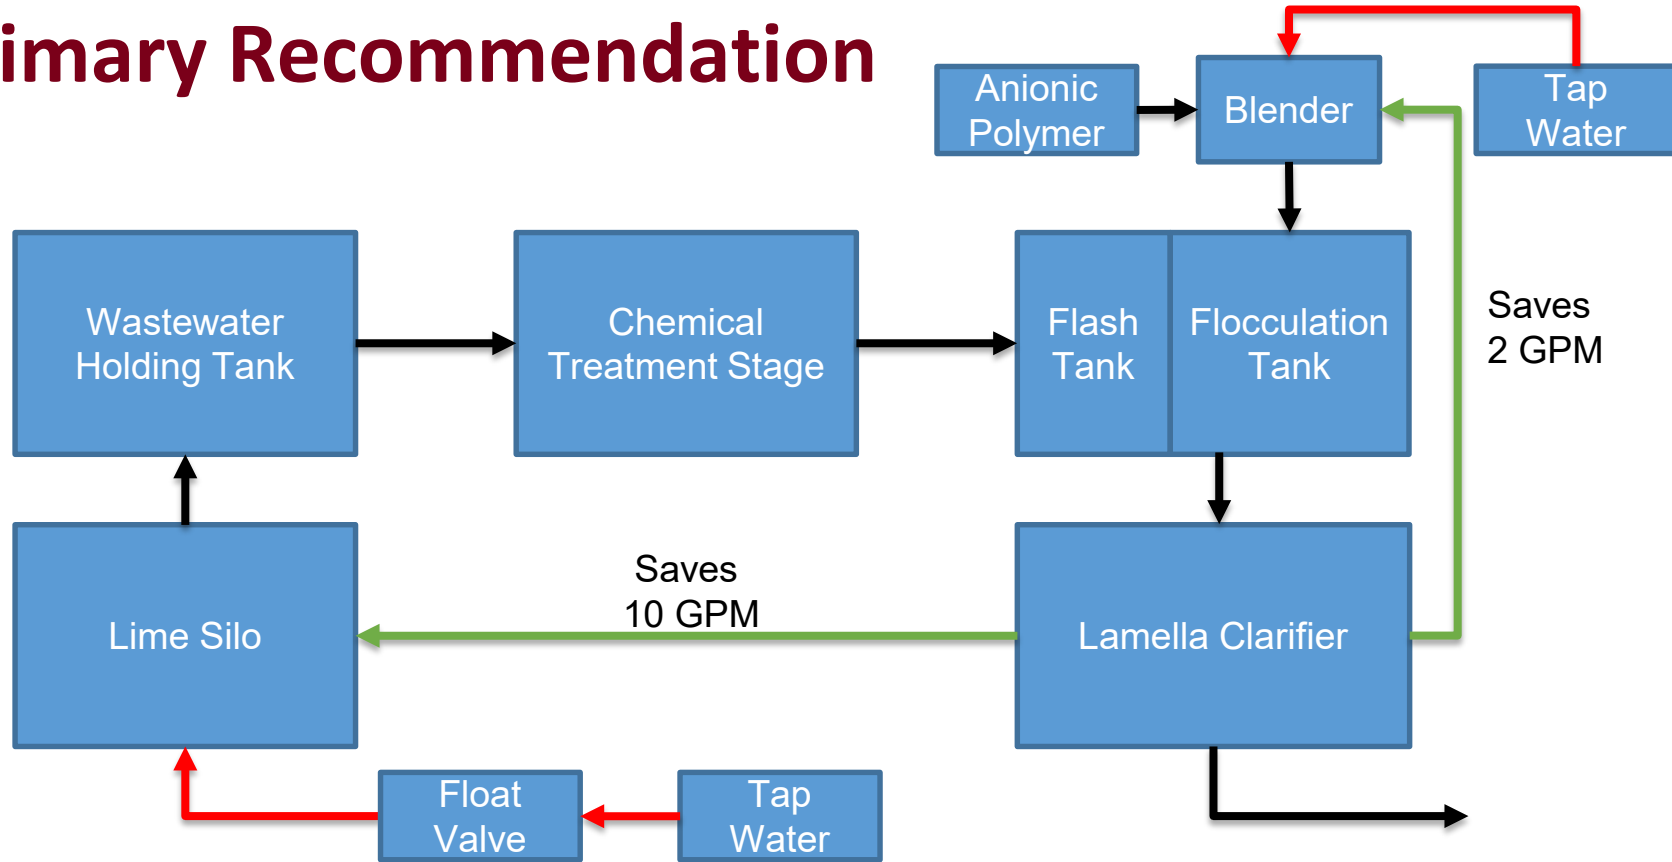 imary Recommendation
Anionic
Polymer
Blender
Tap
Water
Wastewater
Holding Tank
Chemical
Treatment Stage
Flash
Tank
Flocculation
Tank
Saves
2 GPM
Lime Silo
Saves
10 GPM
Lamella Clarifier
Float
Valve
Tap
Water